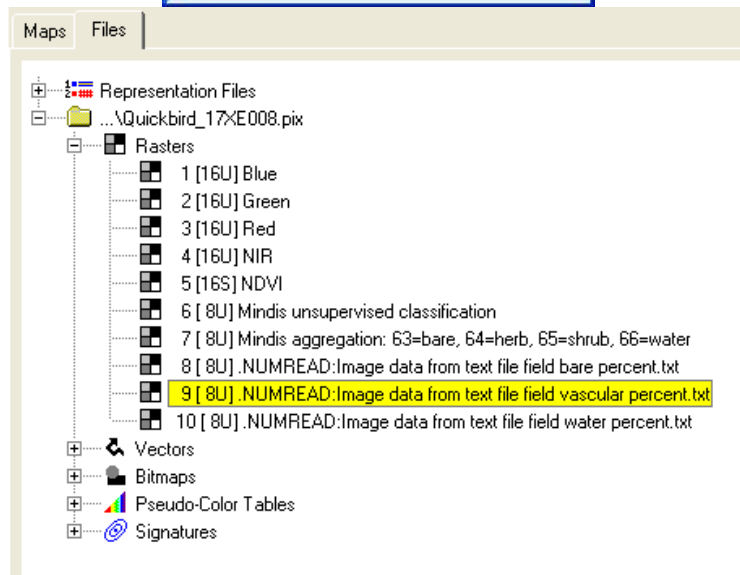 Maps Files
Representation Files
...\Quickbird_17XE008.pix
Rasters
1 [16U] Blue
2 [16U] Green
3 [16U] Red
4 [16U] NIR
5 [16S] NDVI
6 [ 8U] Mindis unsupervised classification
7 [ 8U] Mindis aggregation: 63=bare, 64=herb, 65=shrub, 66=water
8 [ 8U] .NUMREAD:Image data from text file field bare percent.txt
9 [ 8U] .NUMREAD:Image data from text file field vascular percent.txt
10 [ 8U] .NUMREAD:Image data from text file field water percent.txt
Vectors
Bitmaps
Pseudo-Color Tables
Signatures